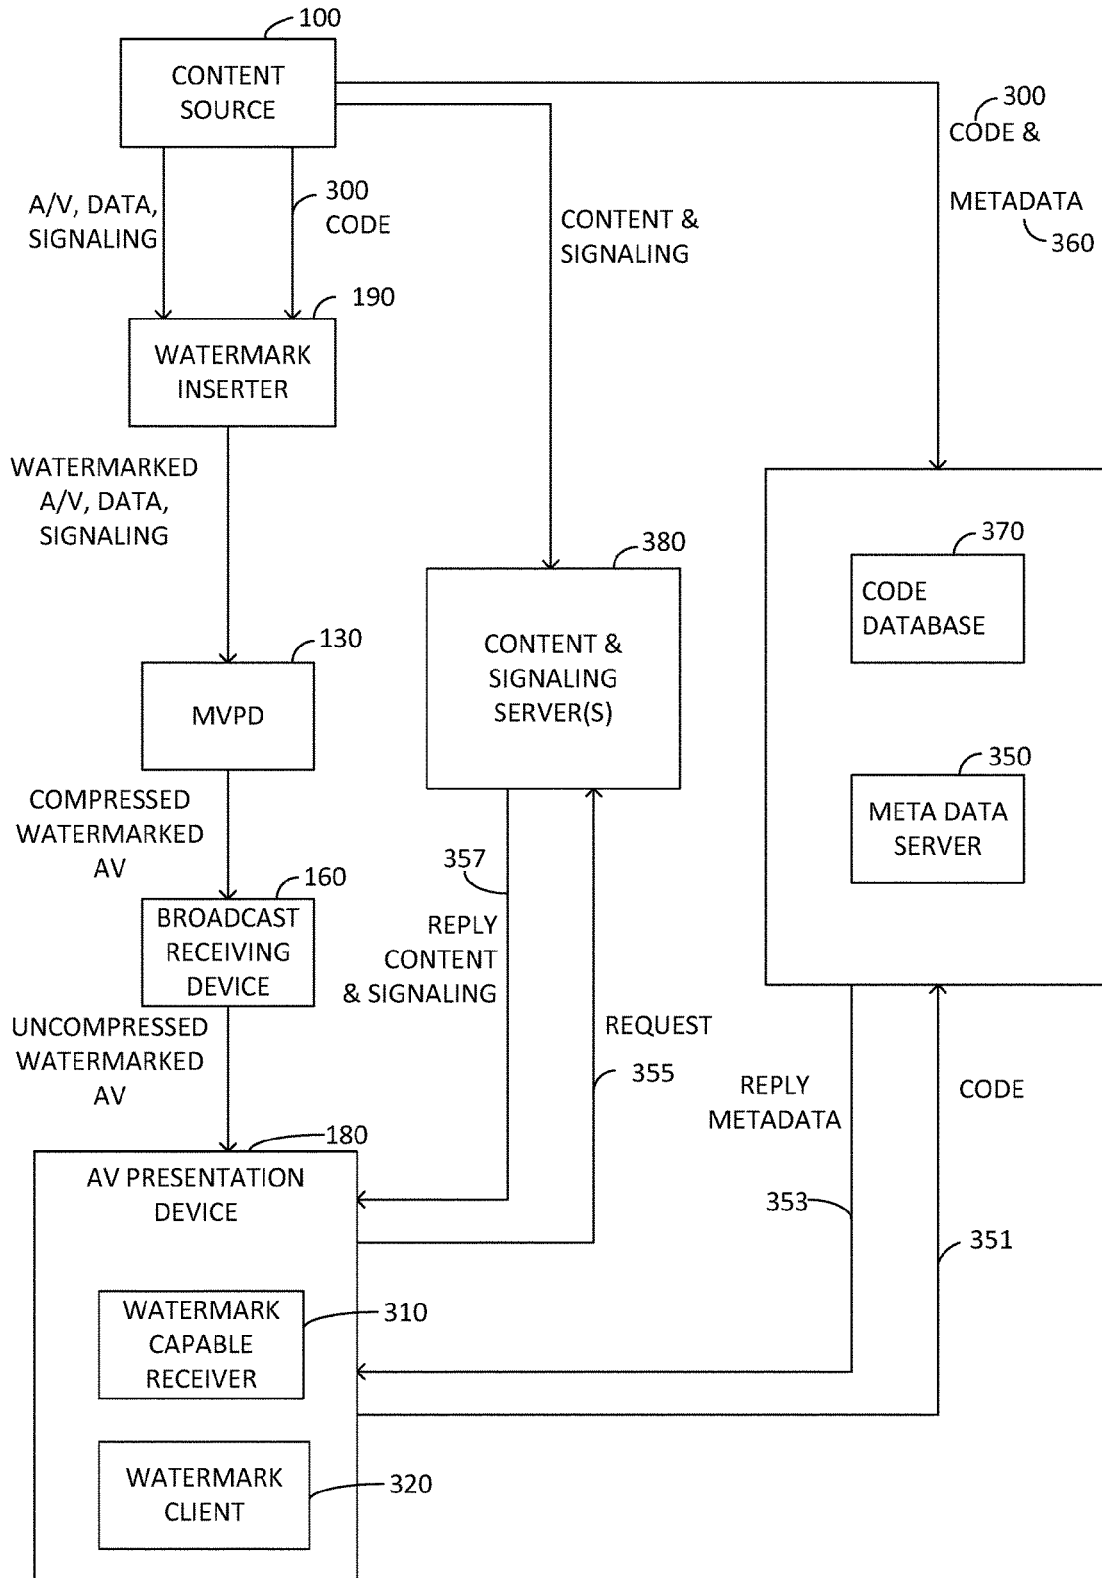 100
CONTENT
SOURCE
300
CODE &
METADATA
360
A/V, DATA,
SIGNALING
300
CODE
CONTENT &
SIGNALING
190
WATERMARK
INSERTER
WATERMARKED
A/V, DATA,
SIGNALING
380
CONTENT &
SIGNALING
SERVER(S)
370
CODE
DATABASE
130
MVPD
350
META DATA
SERVER
COMPRESSED
WATERMARKED
AV
357
REPLY
CONTENT
& SIGNALING
160
BROADCAST
RECEIVING
DEVICE
REQUEST
355
UNCOMPRESSED
WATERMARKED
AV
REPLY
METADATA
CODE
180
AV PRESENTATION
DEVICE
353
351
WATERMARK
CAPABLE
RECEIVER
310
WATERMARK
CLIENT
320